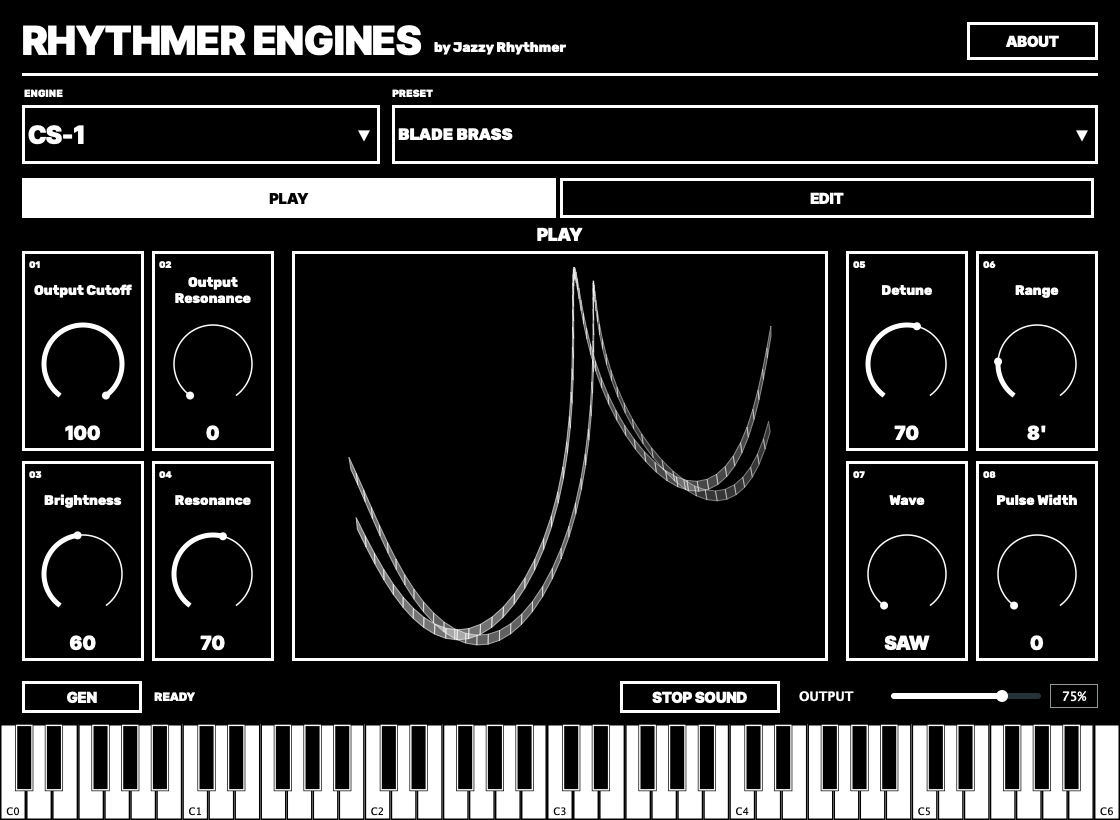 RHYTHMER ENGINES by Jazzy Rhythmer
ABOUT
ENGINE
PRESET
CS-1
BLADE BRASS
PLAY
EDIT
PLAY
01
Output Cutoff
100
02
Output
Resonance
0
03
Brightness
60
04
Resonance
70
05
Detune
70
06
Range
8'
07
Wave
SAW
08
Pulse Width
0
GEN
READY
STOP SOUND
OUTPUT
75%
C0
C1
C2
C3
C4
C5
C6